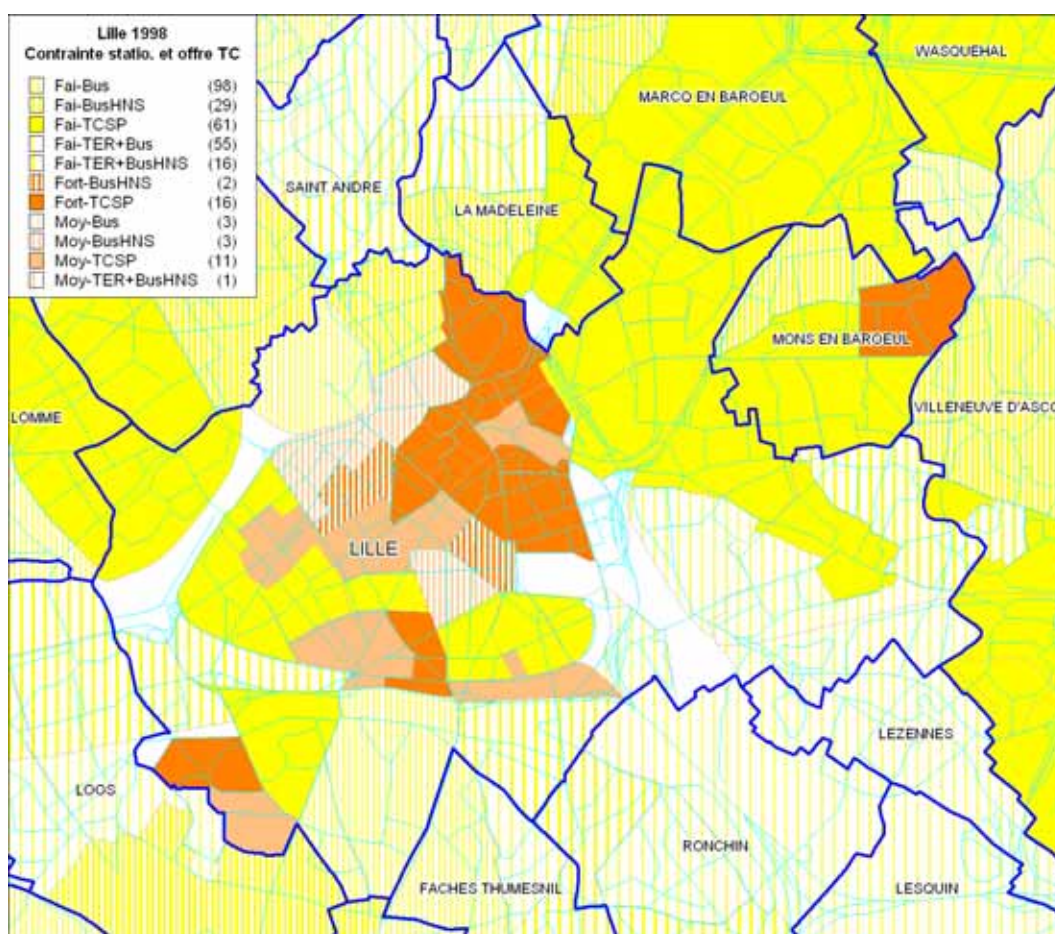 Lille 1998
Contrainte statio. et offre TC
Fai-Bus (98)
Fai-BusHNS (29)
Fai-TCSP (61)
Fai-TER+Bus (55)
Fai-TER+BusHNS (16)
Fort-BusHNS (2)
Fort-TCSP (16)
Moy-Bus (3)
Moy-BusHNS (3)
Moy-TCSP (11)
Moy-TER+BusHNS (1)
WASQUEHAL
MARCQ EN BAROEUL
SAINT ANDRE
LA MADELEINE
MONS EN BAROEUL
LOMME
VILLENEUVE D'ASCQ
LILLE
LEZENNES
LOOS
RONCHIN
FACHES THUMESNIL
LESQUIN